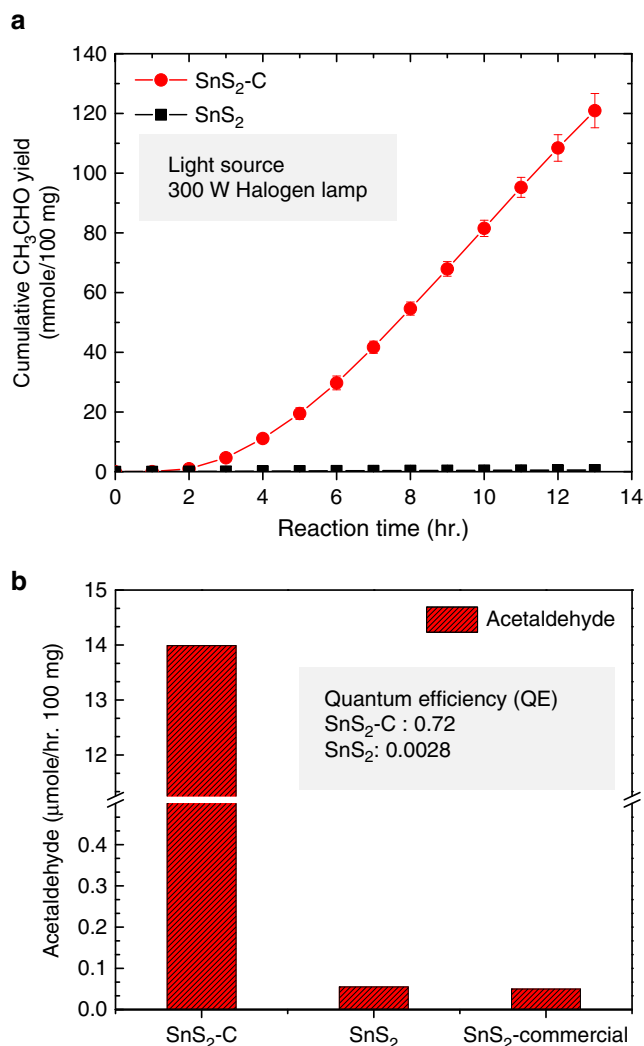 a
140
120
100
80
60
40
20
0
Cumulative CH₃CHO yield
(mmole/100 mg)
SnS₂-C
SnS₂
Light source
300 W Halogen lamp
0 2 4 6 8 10 12 14
Reaction time (hr.)
b
15
14
13
12
0.4
0.3
0.2
0.1
0.0
Acetaldehyde (μmole/hr. 100 mg)
Acetaldehyde
Quantum efficiency (QE)
SnS₂-C : 0.72
SnS₂: 0.0028
SnS₂-C SnS₂ SnS₂-commercial